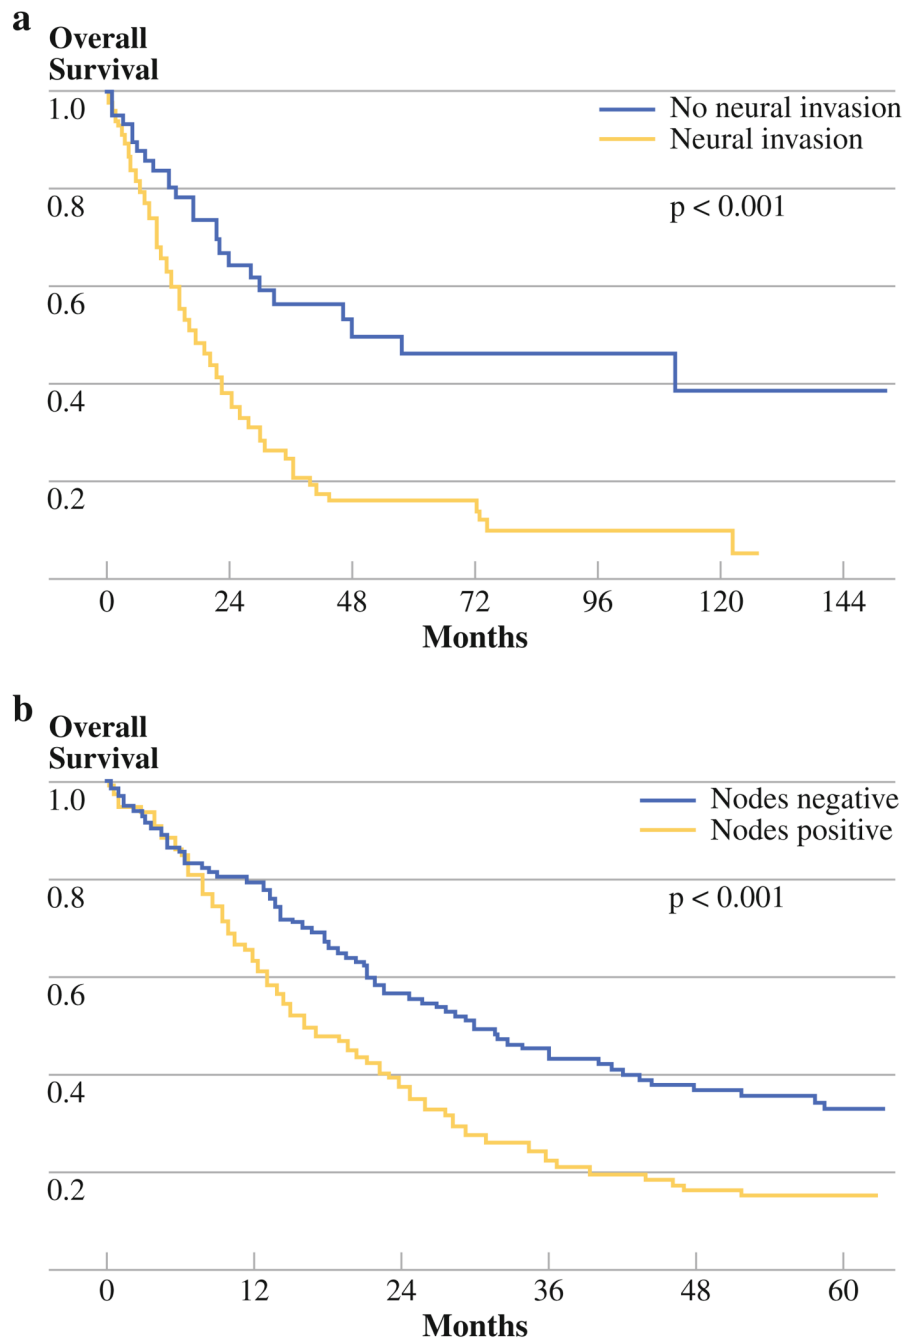 a
Overall
Survival
1.0
No neural invasion
Neural invasion
0.8
p < 0.001
0.6
0.4
0.2
0 24 48 72 96 120 144
Months
b
Overall
Survival
1.0
Nodes negative
Nodes positive
0.8
p < 0.001
0.6
0.4
0.2
0 12 24 36 48 60
Months